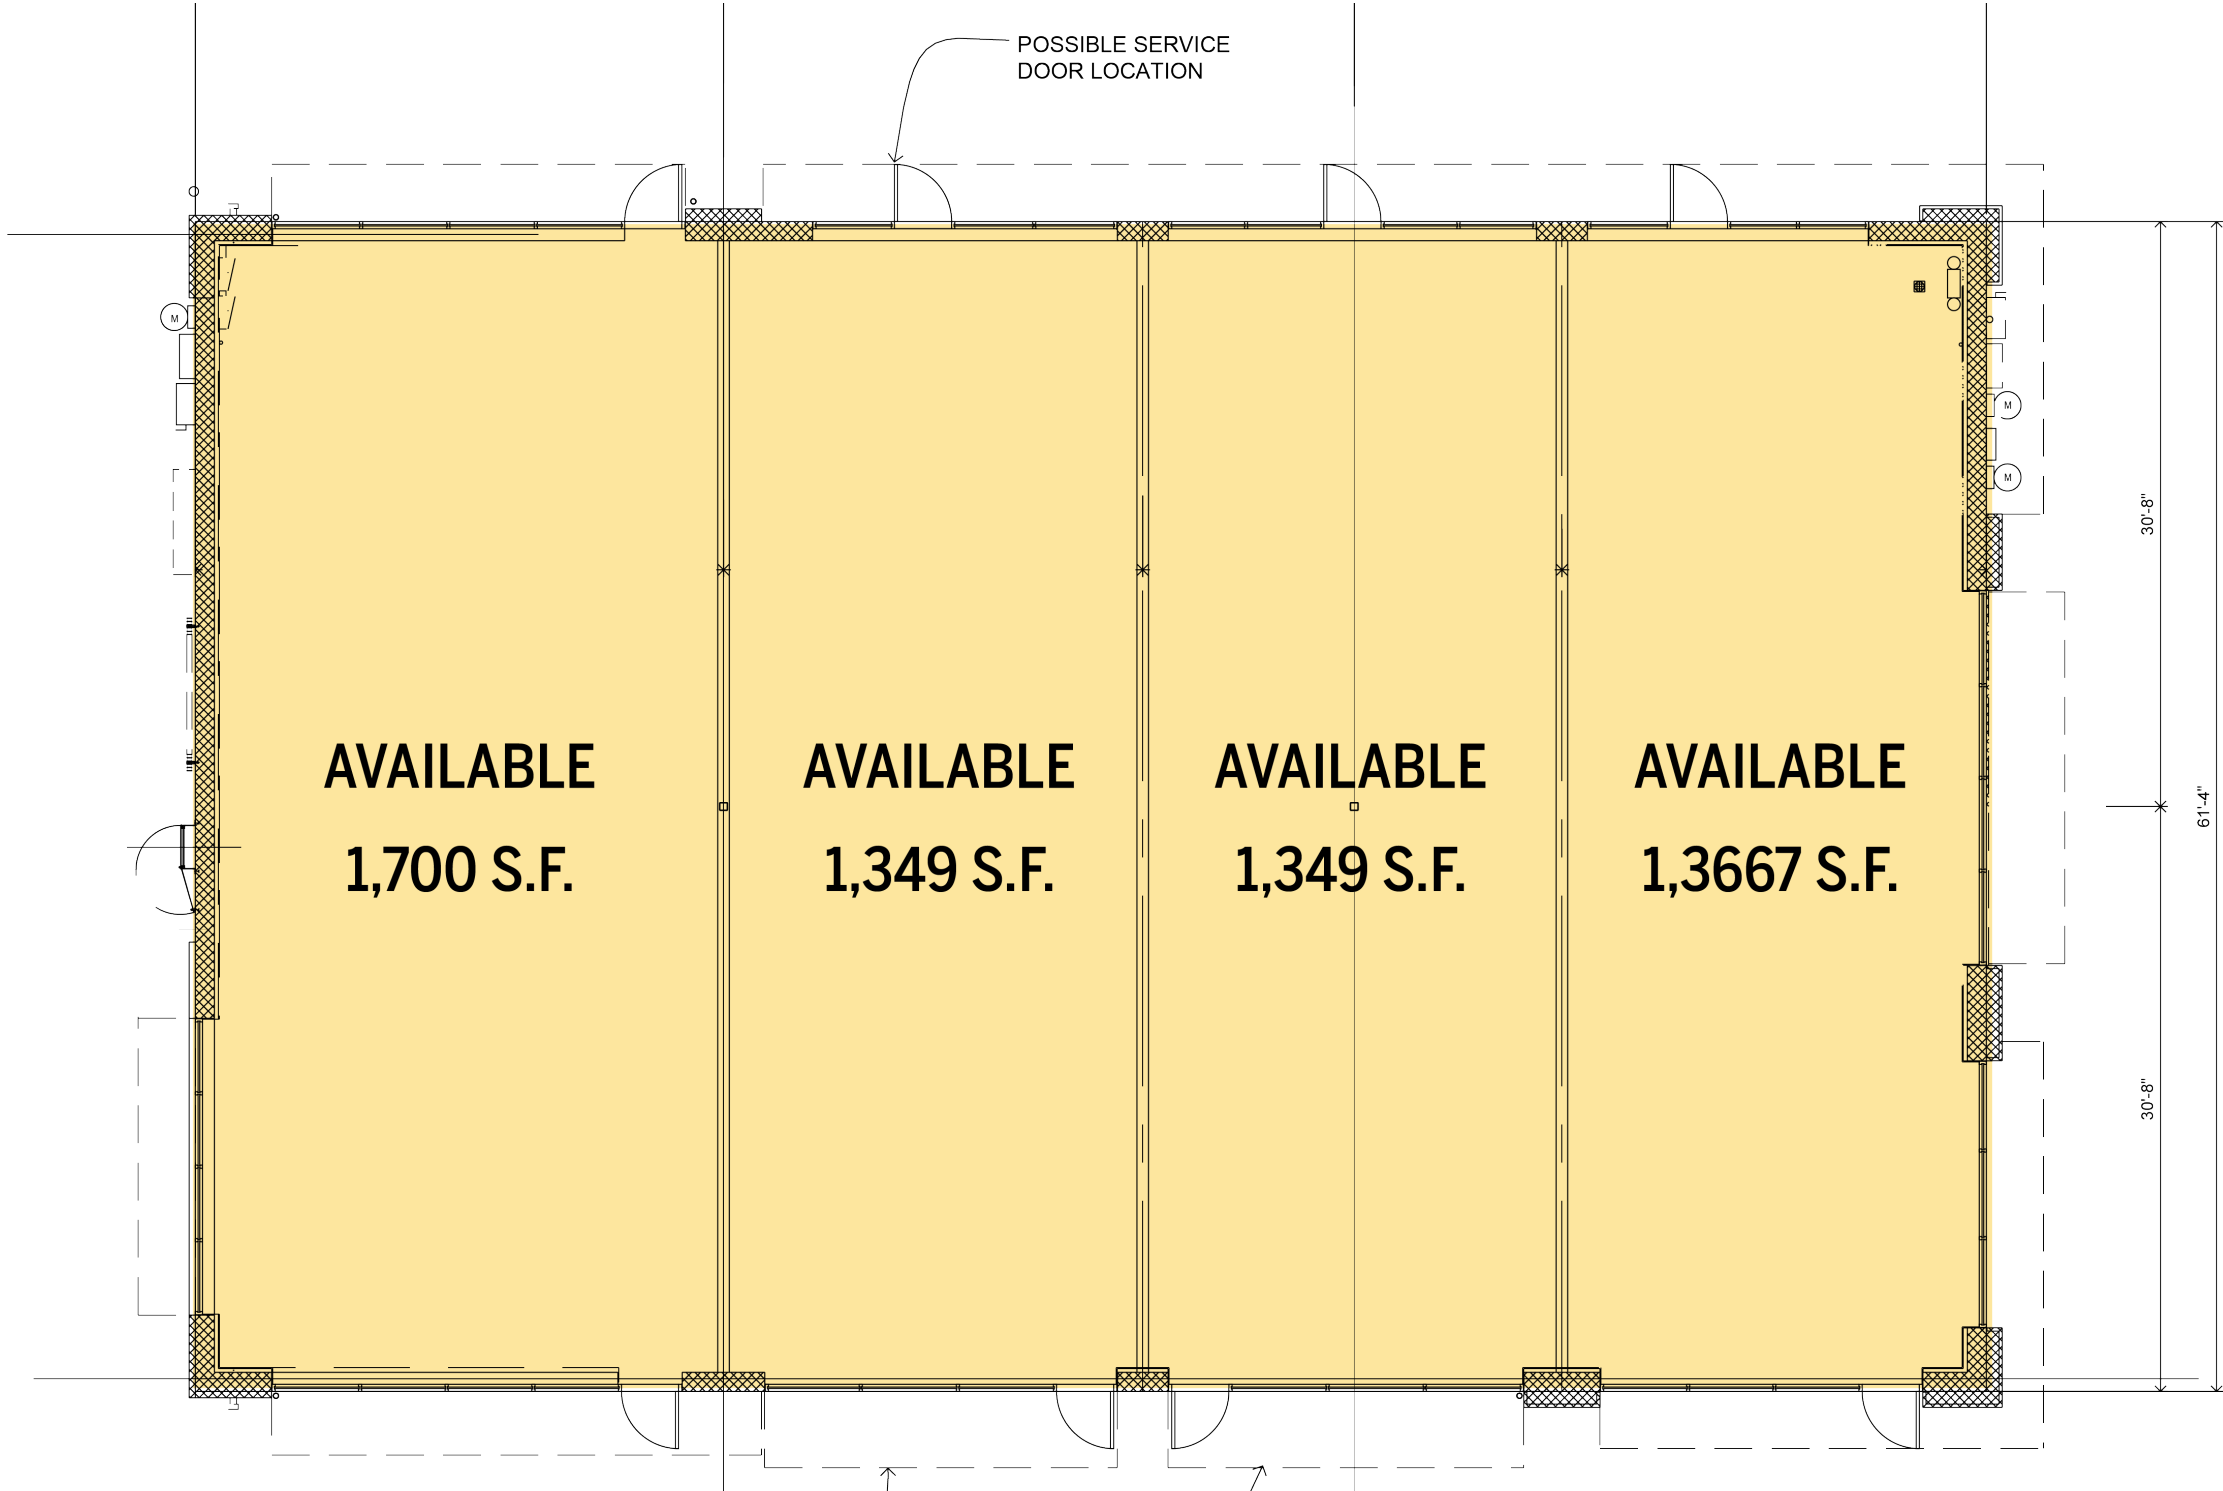 POSSIBLE SERVICE
DOOR LOCATION
M
M
M
30'-8"
61'-4"
30'-8"
AVAILABLE
1,700 S.F.
AVAILABLE
1,349 S.F.
AVAILABLE
1,349 S.F.
AVAILABLE
1,3667 S.F.